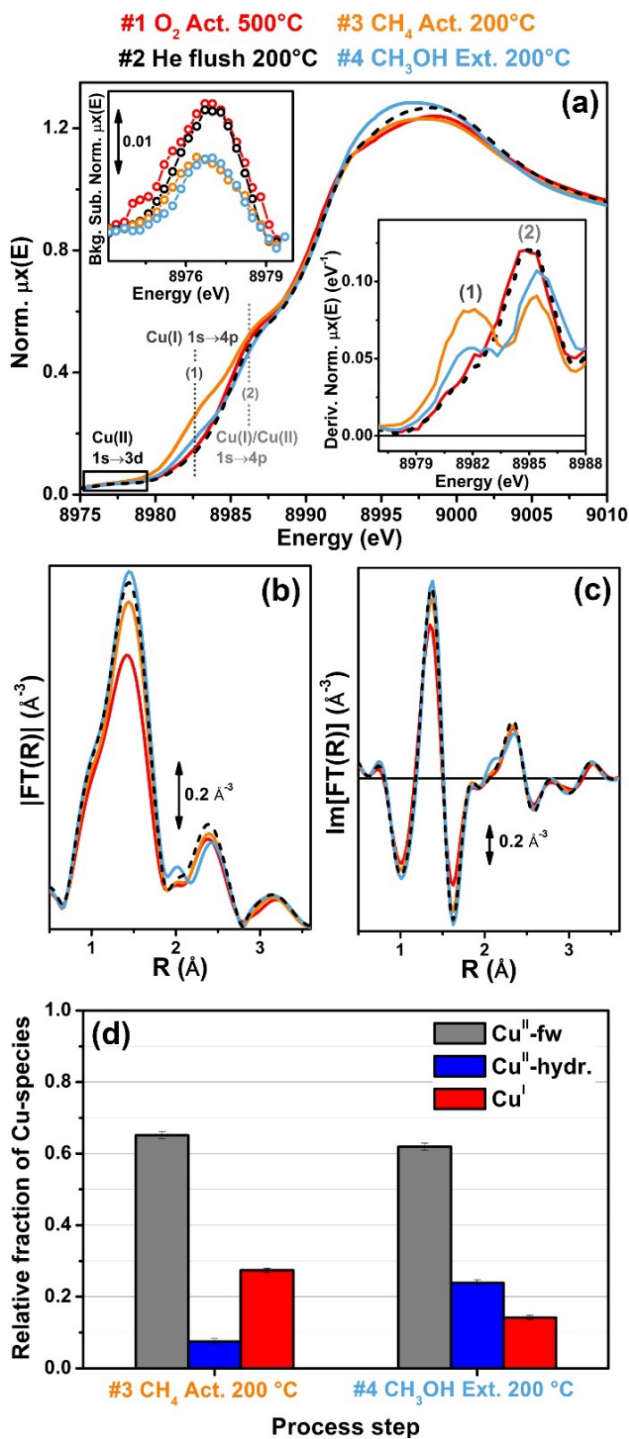 #1 O₂ Act. 500°C #3 CH₄ Act. 200°C
#2 He flush 200°C #4 CH₃OH Ext. 200°C
(a)
Norm. μx(E)
1.2
0.8
0.4
0.0
8975 8980 8985 8990 8995 9000 9005 9010
Energy (eV)
Bkg. Sub. Norm. μx(E)
0.01
8976 8979
Energy (eV)
Cu(I) 1s→4p
(1)
(2)
Cu(II)
1s→3d
Cu(I)/Cu(II)
1s→4p
Deriv. Norm. μx(E) (eV⁻¹)
0.10
0.05
0.00
(1)
(2)
8979 8982 8985 8988
Energy (eV)
(b)
|FT(R)| (Å⁻³)
0.2 Å⁻³
1 2 3
R (Å)
(c)
Im[FT(R)] (Å⁻³)
0.2 Å⁻³
1 2 3
R (Å)
(d)
Relative fraction of Cu-species
1.0
0.8
0.6
0.4
0.2
0.0
Cuᴵᴵ-fw
Cuᴵᴵ-hydr.
Cuᴵ
#3 CH₄ Act. 200 °C #4 CH₃OH Ext. 200 °C
Process step